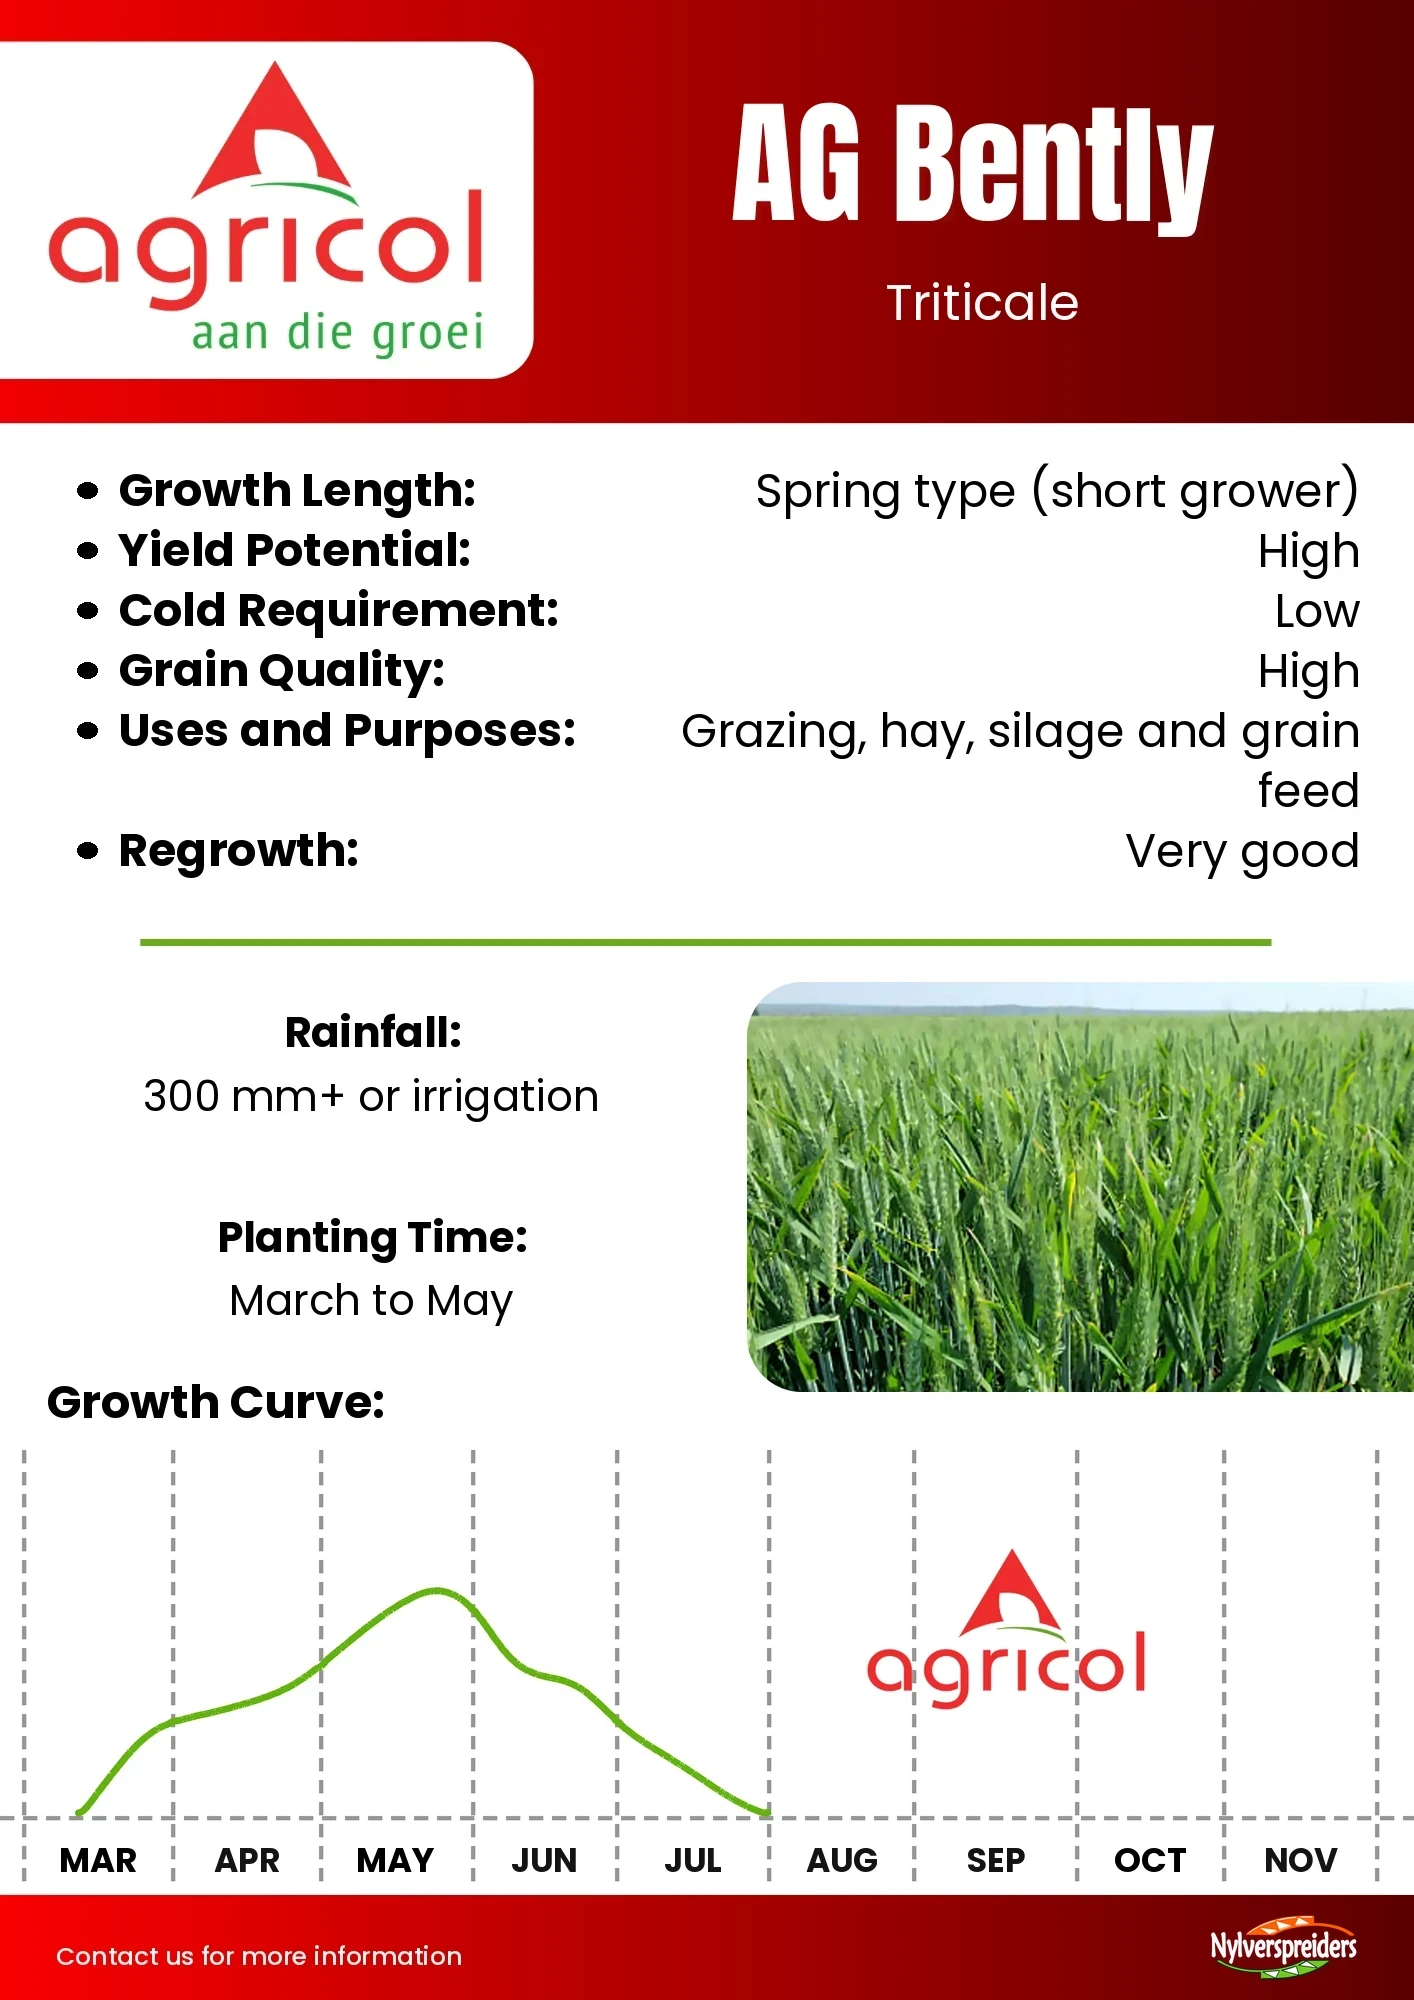 agricol
aan die groei
AG Bently
Triticale
Growth Length: Spring type (short grower)
Yield Potential: High
Cold Requirement: Low
Grain Quality: High
Uses and Purposes: Grazing, hay, silage and grain
feed
Regrowth: Very good
Rainfall:
300 mm+ or irrigation
Planting Time:
March to May
Growth Curve:
agricol
MAR APR MAY JUN JUL AUG SEP OCT NOV
Contact us for more information
Nylverspreiders